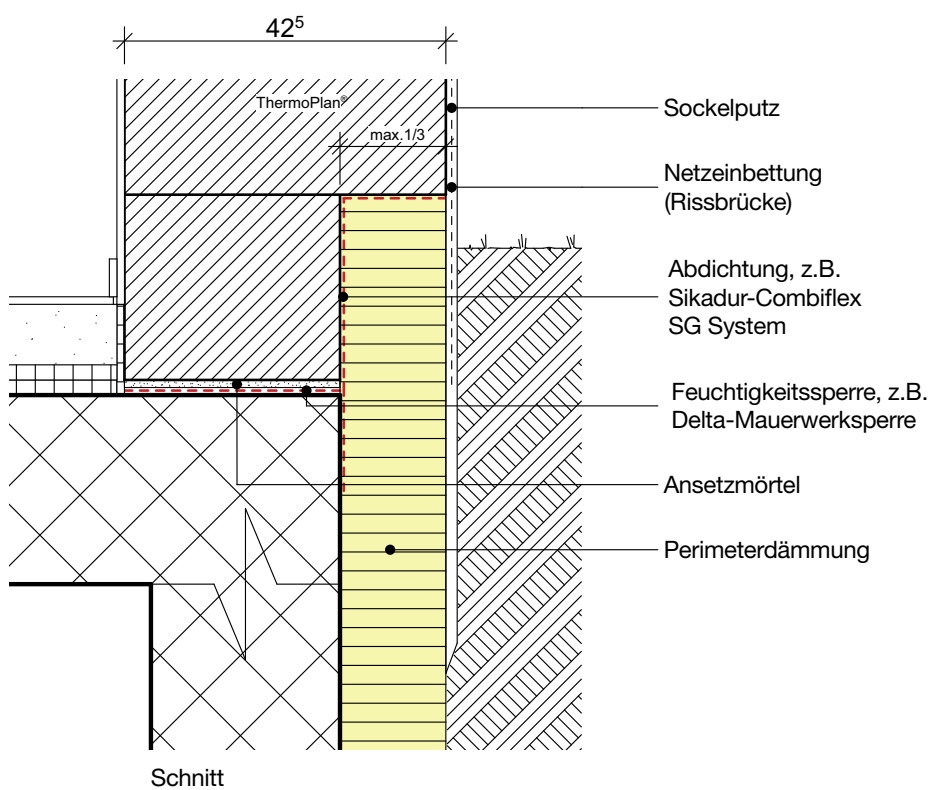 42⁵
ThermoPlan®
max.1/3
Sockelputz
Netzeinbettung
(Rissbrücke)
Abdichtung, z.B.
Sikadur-Combiflex
SG System
Feuchtigkeitssperre, z.B.
Delta-Mauerwerksperre
Ansetzmörtel
Perimeterdämmung
Schnitt